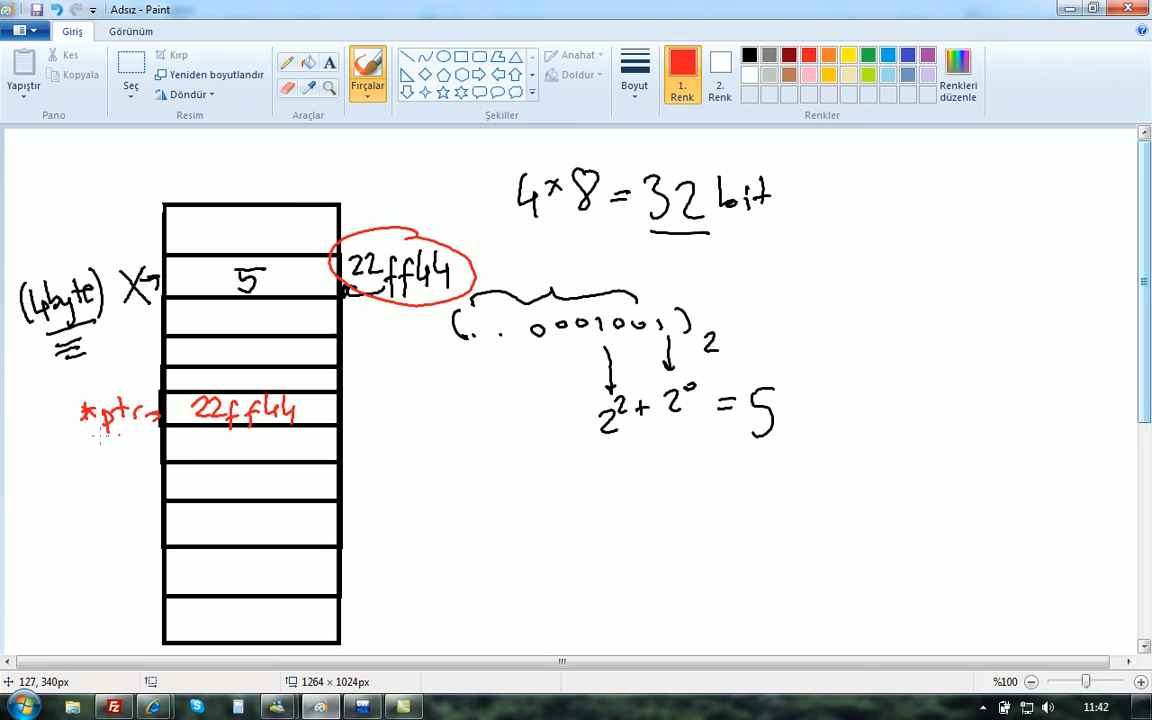 Adsız - Paint
Giriş Görünüm
Yapıştır
Kes
Kopyala
Pano
Seç
Kırp
Yeniden boyutlandır
Döndür
Resim
A
Araçlar
Fırçalar
Anahat
Doldur
Şekiller
Boyut
1.
Renk
2.
Renk
Renkleri
düzenle
Renkler
4 x 8 = 32 bit
(4byte) X→ 5 22ff44
(. . 0001001)2
2² + 2⁰ = 5
*ptr→ 22ff44
127, 340px
1264 × 1024px
%100
11:42